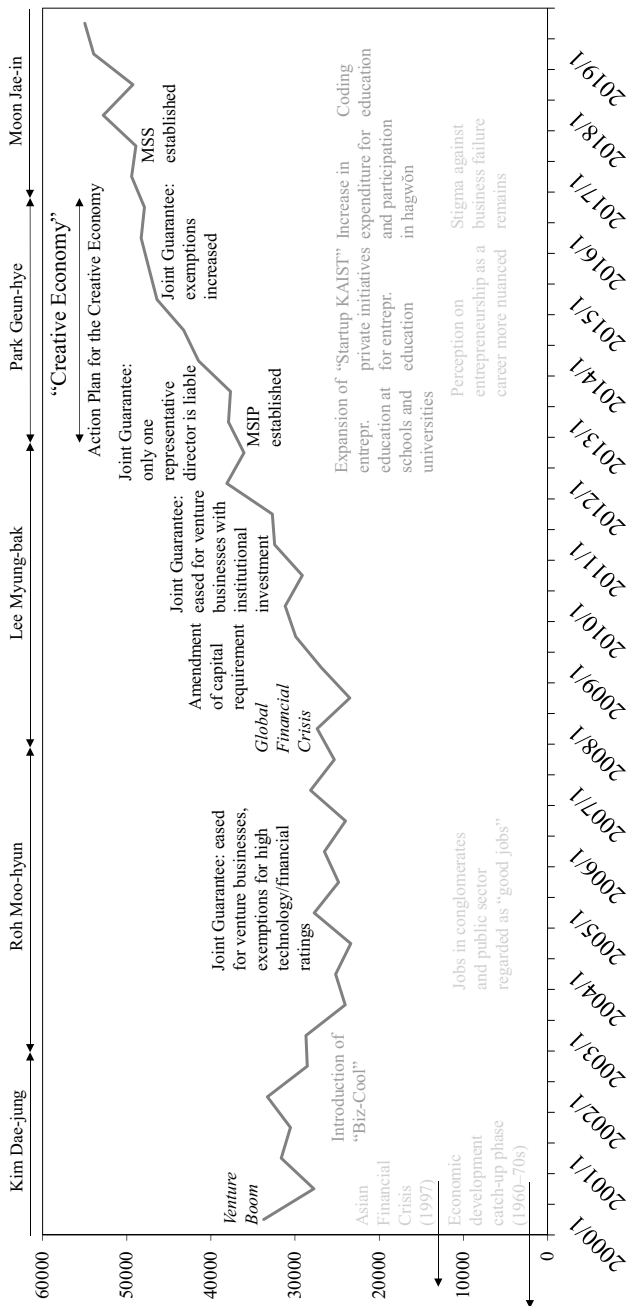 Kim Dae-jung
Roh Moo-hyun
Lee Myung-bak
Park Geun-hye
Moon Jae-in
60000
50000
40000
30000
20000
10000
0
“Creative Economy”
Action Plan for the Creative Economy
Venture
Boom
Joint Guarantee: eased
for venture businesses,
exemptions for high
technology/financial
ratings
Global
Financial
Crisis
Amendment
of capital
requirement
Joint Guarantee:
eased for venture
businesses with
institutional
investment
Joint Guarantee:
only one
representative
director is liable
MSIP
established
Joint Guarantee:
exemptions
increased
MSS
established
Introduction of
“Biz-Cool”
Expansion of
entrepr.
education at
schools and
universities
“Startup KAIST”
private initiatives
for entrepr.
education
Increase in
expenditure for
and participation
in hagwŏn
Coding
education
Asian
Financial
Crisis
(1997)
Economic
development
catch-up phase
(1960–70s)
Jobs in conglomerates
and public sector
regarded as “good jobs”
Perception on
entrepreneurship as a
career more nuanced
Stigma against
business failure
remains
2000/1
2001/1
2002/1
2003/1
2004/1
2005/1
2006/1
2007/1
2008/1
2009/1
2010/1
2011/1
2012/1
2013/1
2014/1
2015/1
2016/1
2017/1
2018/1
2019/1